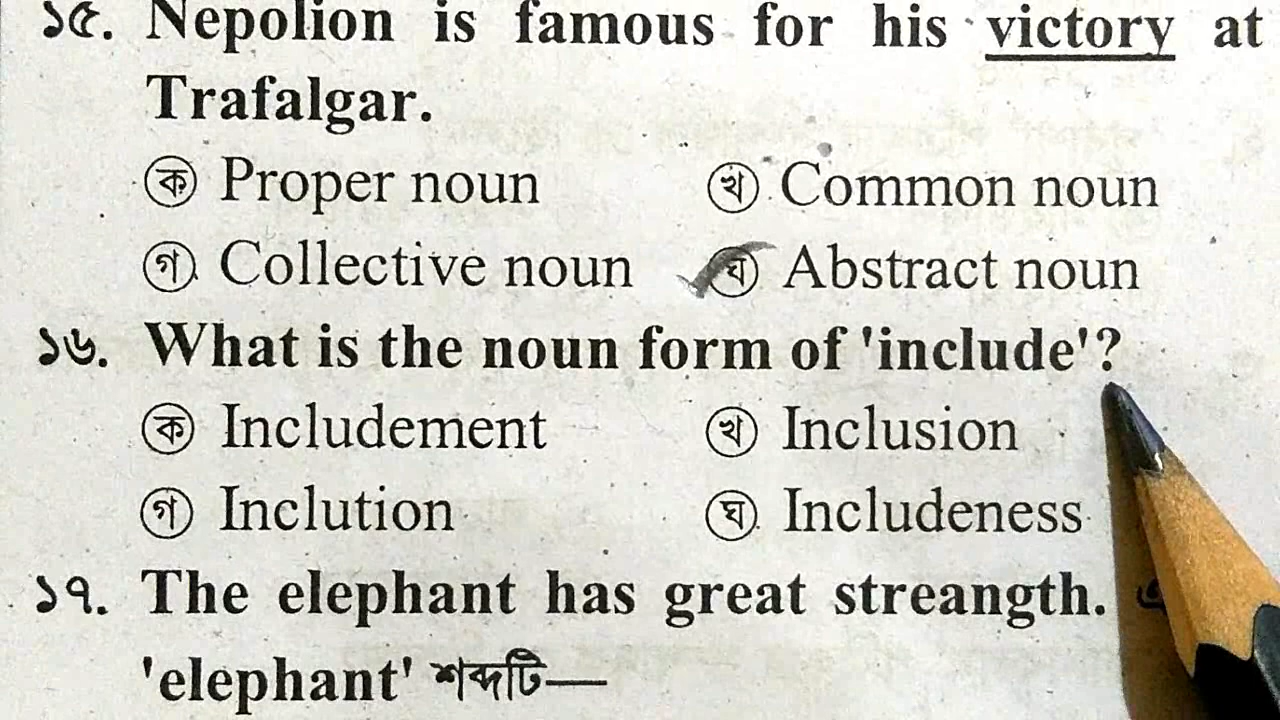 ১৫. Nepolion is famous for his victory at
Trafalgar.
ক Proper noun খ Common noun
গ Collective noun ঘ Abstract noun
১৬. What is the noun form of 'include'?
ক Includement খ Inclusion
গ Inclution ঘ Includeness
১৭. The elephant has great streangth.
'elephant' শব্দটি—